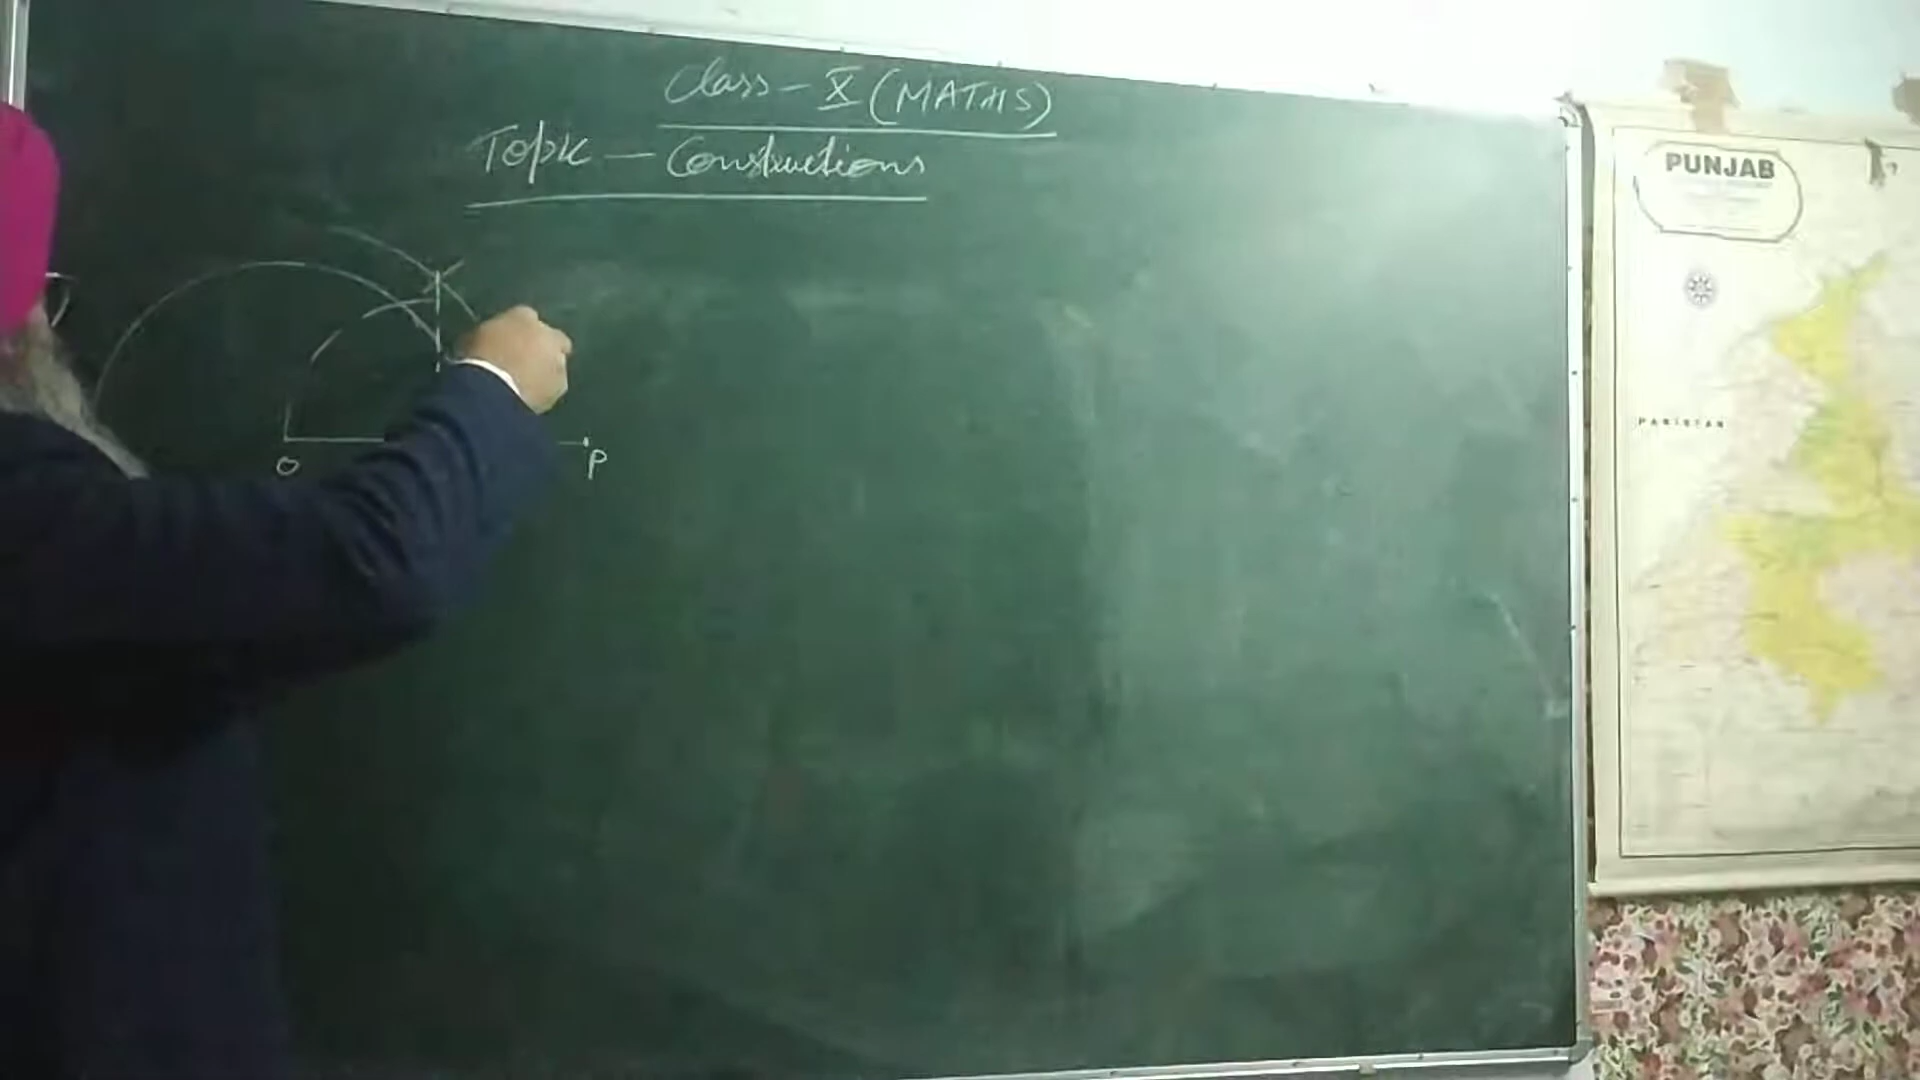 Class - X (MATHS)
Topic - Constructions
O
P
PUNJAB
PAKISTAN